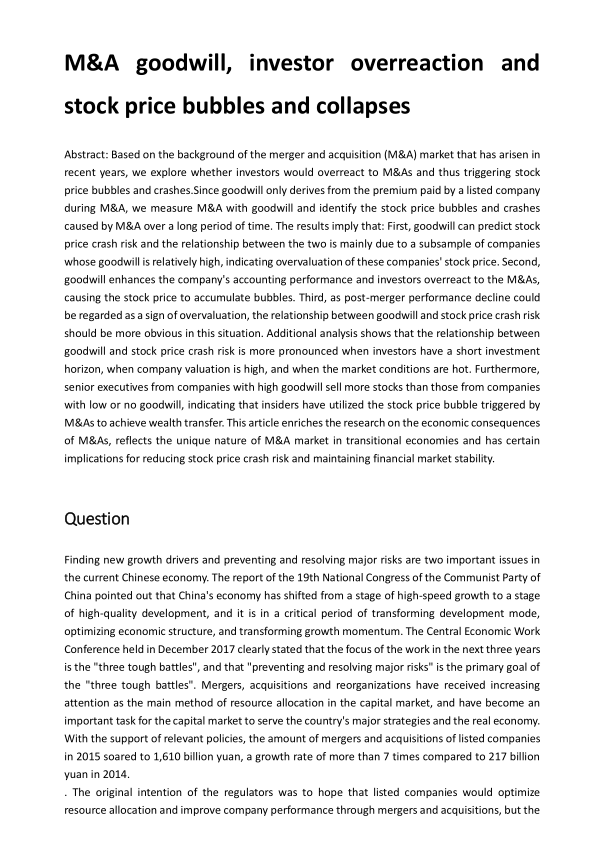 M&A goodwill, investor overreaction and
stock price bubbles and collapses
Abstract: Based on the background of the merger and acquisition (M&A) market that has arisen in
recent years, we explore whether investors would overreact to M&As and thus triggering stock
price bubbles and crashes.Since goodwill only derives from the premium paid by a listed company
during M&A, we measure M&A with goodwill and identify the stock price bubbles and crashes
caused by M&A over a long period of time. The results imply that: First, goodwill can predict stock
price crash risk and the relationship between the two is mainly due to a subsample of companies
whose goodwill is relatively high, indicating overvaluation of these companies' stock price. Second,
goodwill enhances the company's accounting performance and investors overreact to the M&As,
causing the stock price to accumulate bubbles. Third, as post-merger performance decline could
be regarded as a sign of overvaluation, the relationship between goodwill and stock price crash risk
should be more obvious in this situation. Additional analysis shows that the relationship between
goodwill and stock price crash risk is more pronounced when investors have a short investment
horizon, when company valuation is high, and when the market conditions are hot. Furthermore,
senior executives from companies with high goodwill sell more stocks than those from companies
with low or no goodwill, indicating that insiders have utilized the stock price bubble triggered by
M&As to achieve wealth transfer. This article enriches the research on the economic consequences
of M&As, reflects the unique nature of M&A market in transitional economies and has certain
implications for reducing stock price crash risk and maintaining financial market stability.
Question
Finding new growth drivers and preventing and resolving major risks are two important issues in
the current Chinese economy. The report of the 19th National Congress of the Communist Party of
China pointed out that China's economy has shifted from a stage of high-speed growth to a stage
of high-quality development, and it is in a critical period of transforming development mode,
optimizing economic structure, and transforming growth momentum. The Central Economic Work
Conference held in December 2017 clearly stated that the focus of the work in the next three years
is the "three tough battles", and that "preventing and resolving major risks" is the primary goal of
the "three tough battles". Mergers, acquisitions and reorganizations have received increasing
attention as the main method of resource allocation in the capital market, and have become an
important task for the capital market to serve the country's major strategies and the real economy.
With the support of relevant policies, the amount of mergers and acquisitions of listed companies
in 2015 soared to 1,610 billion yuan, a growth rate of more than 7 times compared to 217 billion
yuan in 2014.
. The original intention of the regulators was to hope that listed companies would optimize
resource allocation and improve company performance through mergers and acquisitions, but the